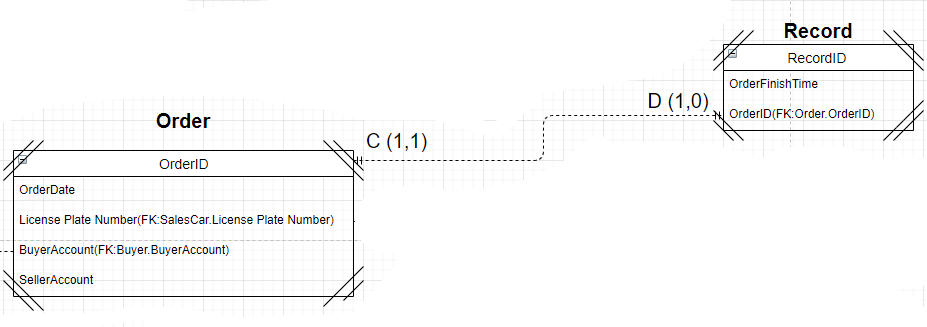 Record
RecordID
OrderFinishTime
OrderID(FK:Order.OrderID)
D (1,0)
Order
C (1,1)
OrderID
OrderDate
License Plate Number(FK:SalesCar.License Plate Number)
BuyerAccount(FK:Buyer.BuyerAccount)
SellerAccount